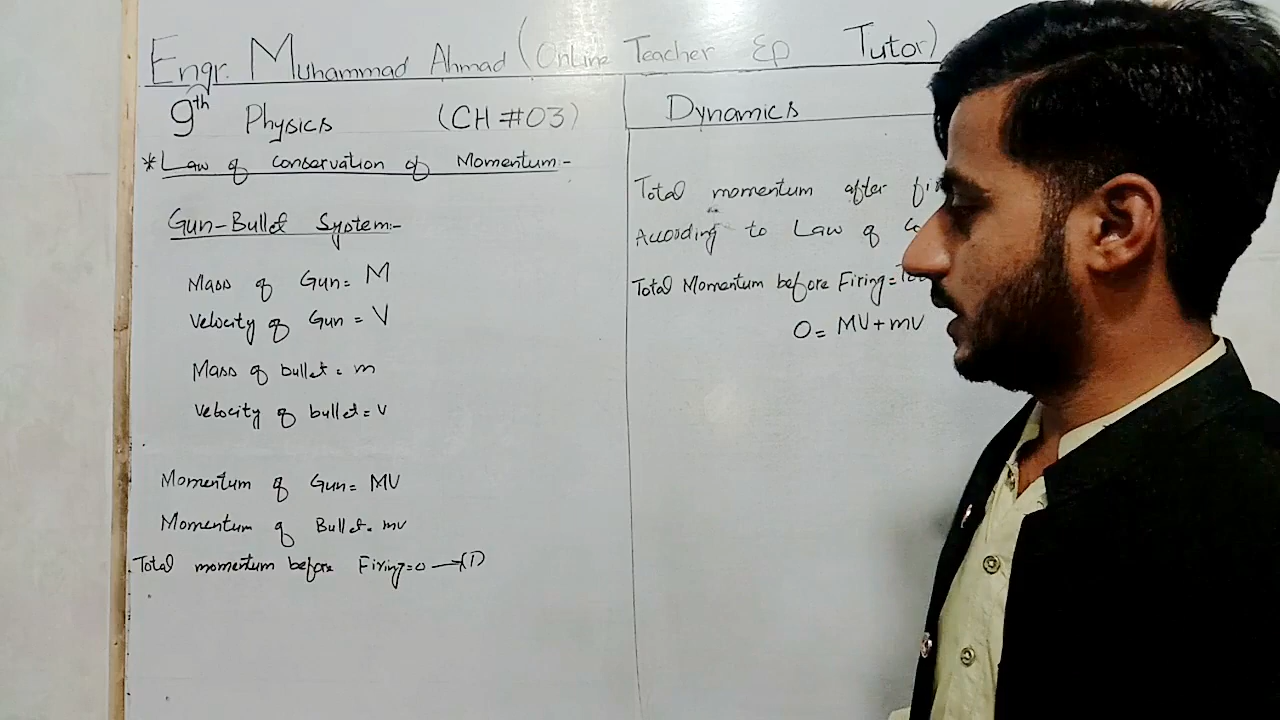 Engr. Muhammad Ahmad (Online Teacher Ep Tutor)
9th Physics (CH #03)
Dynamics
*Law of conservation of Momentum:-
Gun-Bullet System:-
Mass of Gun = M
Velocity of Gun = V
Mass of bullet = m
Velocity of bullet = v
Momentum of Gun = MV
Momentum of Bullet = mv
Total momentum before Firing = 0 → (1)
Total momentum after
According to Law of
Total Momentum before Firing =
0 = MV + mv